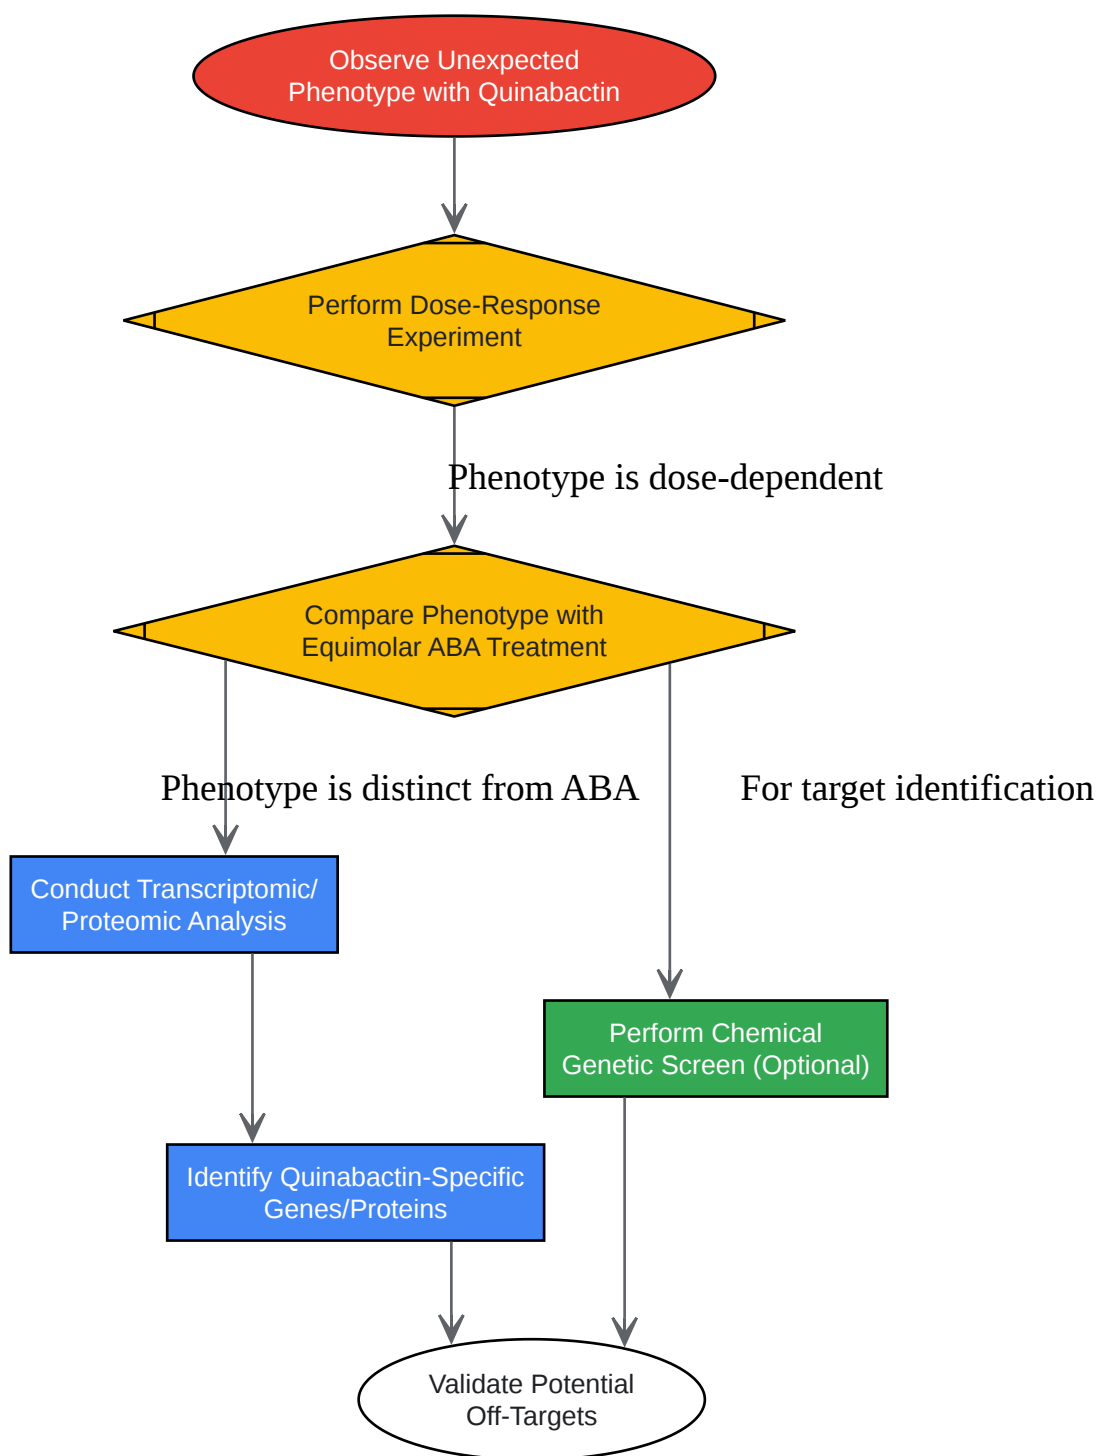 Observe Unexpected
Phenotype with Quinabactin
Perform Dose-Response
Experiment
Phenotype is dose-dependent
Compare Phenotype with
Equimolar ABA Treatment
Phenotype is distinct from ABA
For target identification
Conduct Transcriptomic/
Proteomic Analysis
Perform Chemical
Genetic Screen (Optional)
Identify Quinabactin-Specific
Genes/Proteins
Validate Potential
Off-Targets